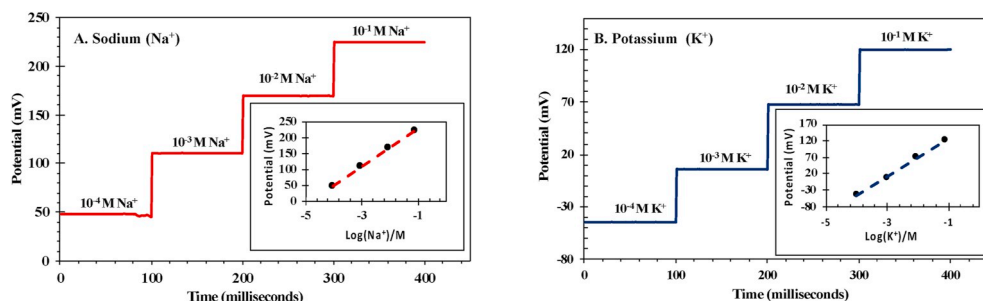 A. Sodium (Na⁺)
Potential (mV)
250
200
150
100
50
0
10⁻⁴ M Na⁺
10⁻³ M Na⁺
10⁻² M Na⁺
10⁻¹ M Na⁺
0
100
200
300
400
Time (milliseconds)
Potential (mV)
250
200
150
100
50
0
-5
-3
-1
Log(Na⁺)/M
B. Potassium (K⁺)
Potential (mV)
120
70
20
-30
-80
10⁻⁴ M K⁺
10⁻³ M K⁺
10⁻² M K⁺
10⁻¹ M K⁺
0
100
200
300
400
Time (milliseconds)
Potential (mV)
170
120
70
20
-30
-80
-5
-3
-1
Log(K⁺)/M